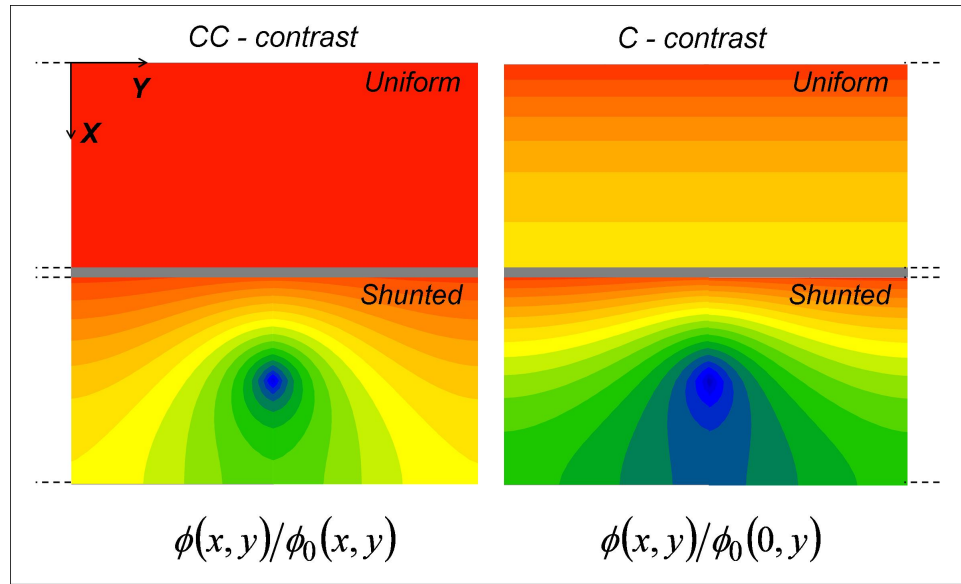 CC - contrast
C - contrast
Y
X
Uniform
Uniform
Shunted
Shunted
ϕ(x, y)/ϕ₀(x, y)
ϕ(x, y)/ϕ₀(0, y)